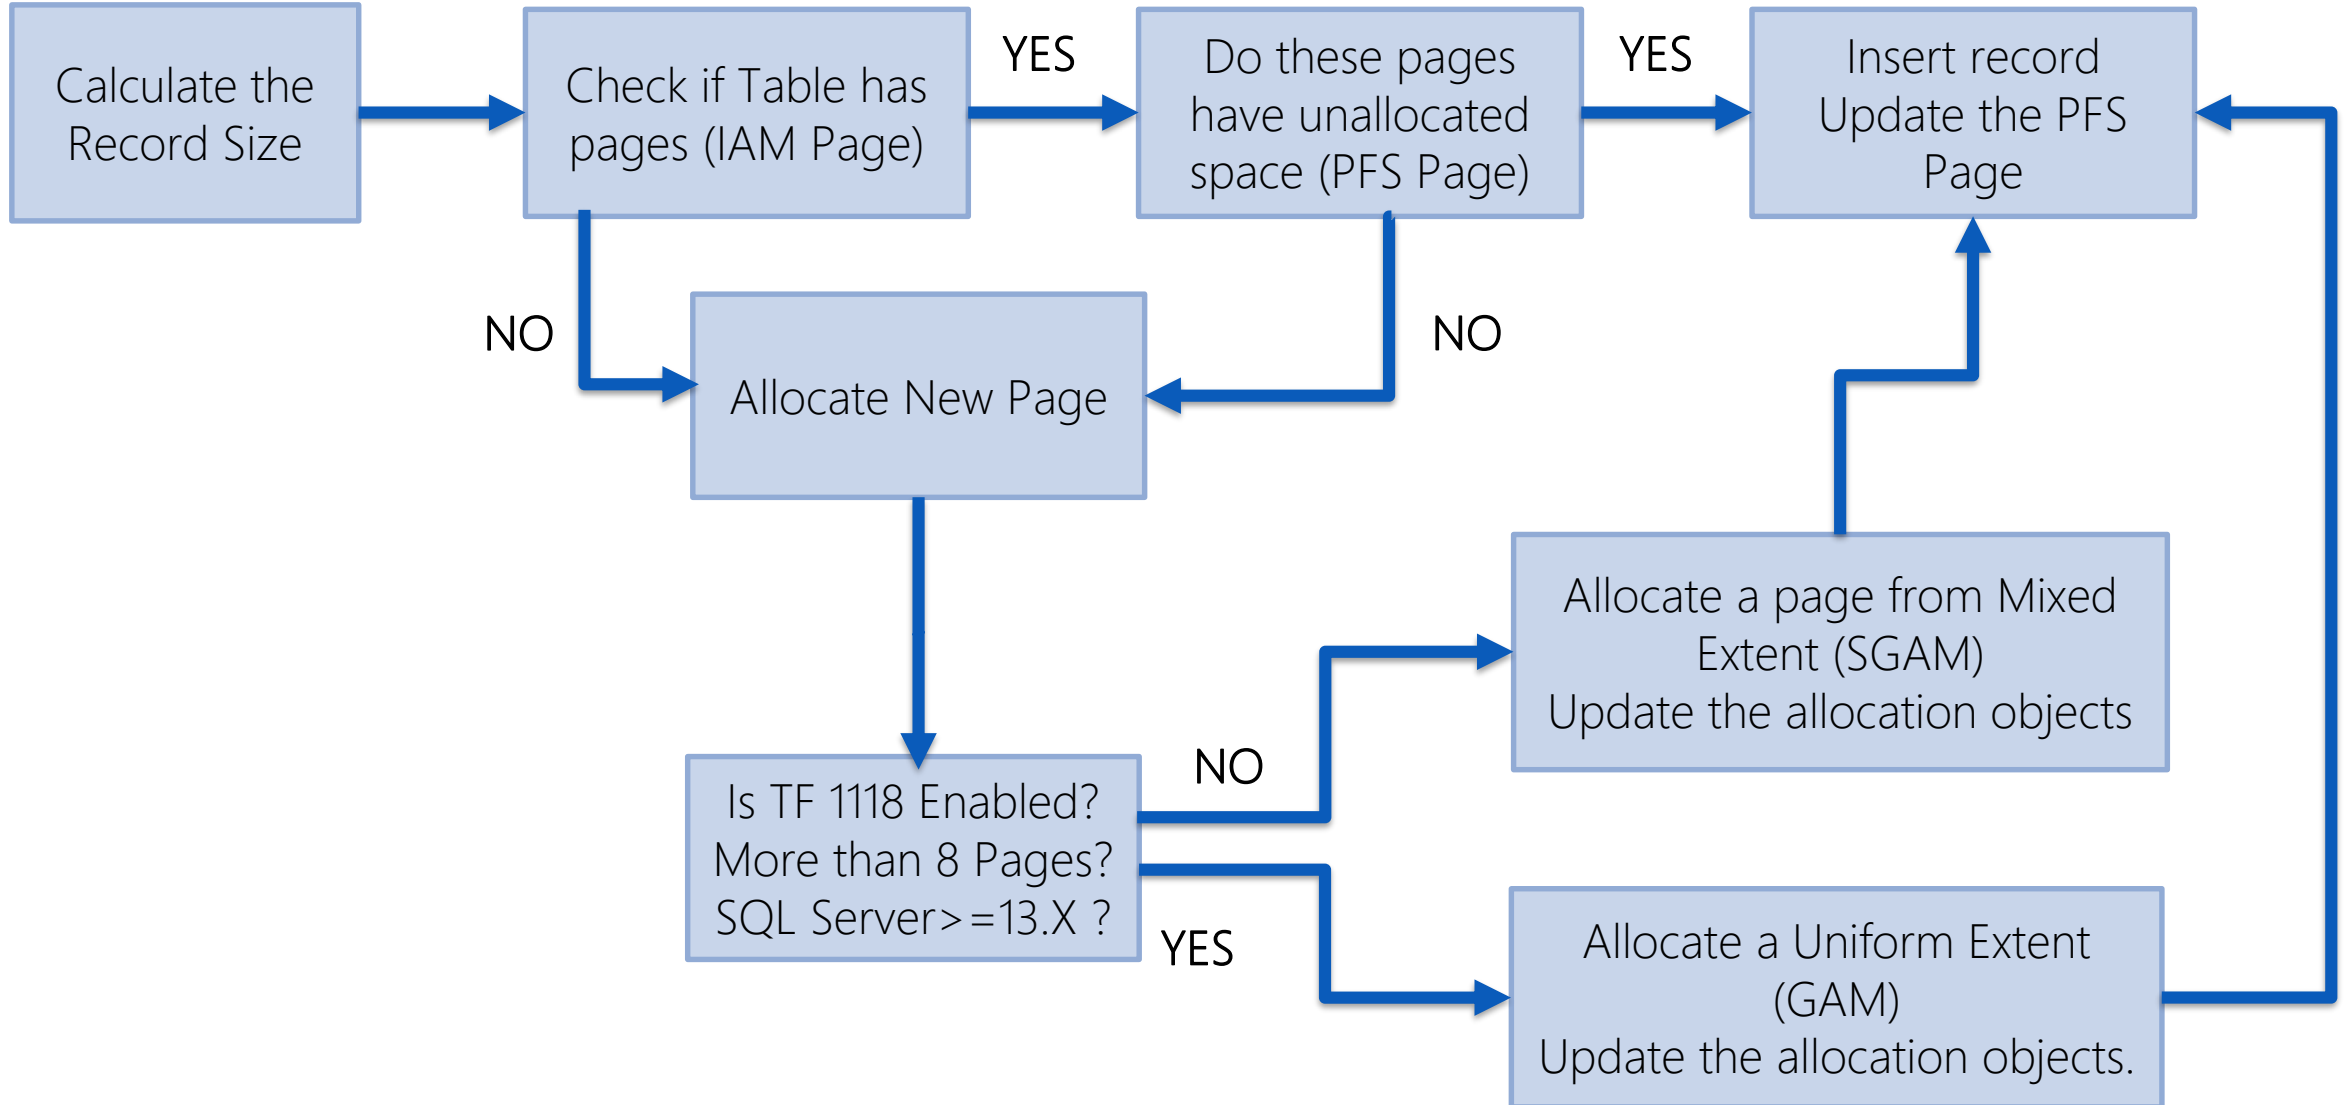 Calculate the
Record Size
Check if Table has
pages (IAM Page)
YES
Do these pages
have unallocated
space (PFS Page)
YES
Insert record
Update the PFS
Page
NO
Allocate New Page
NO
Is TF 1118 Enabled?
More than 8 Pages?
SQL Server>=13.X ?
NO
Allocate a page from Mixed
Extent (SGAM)
Update the allocation objects
YES
Allocate a Uniform Extent
(GAM)
Update the allocation objects.